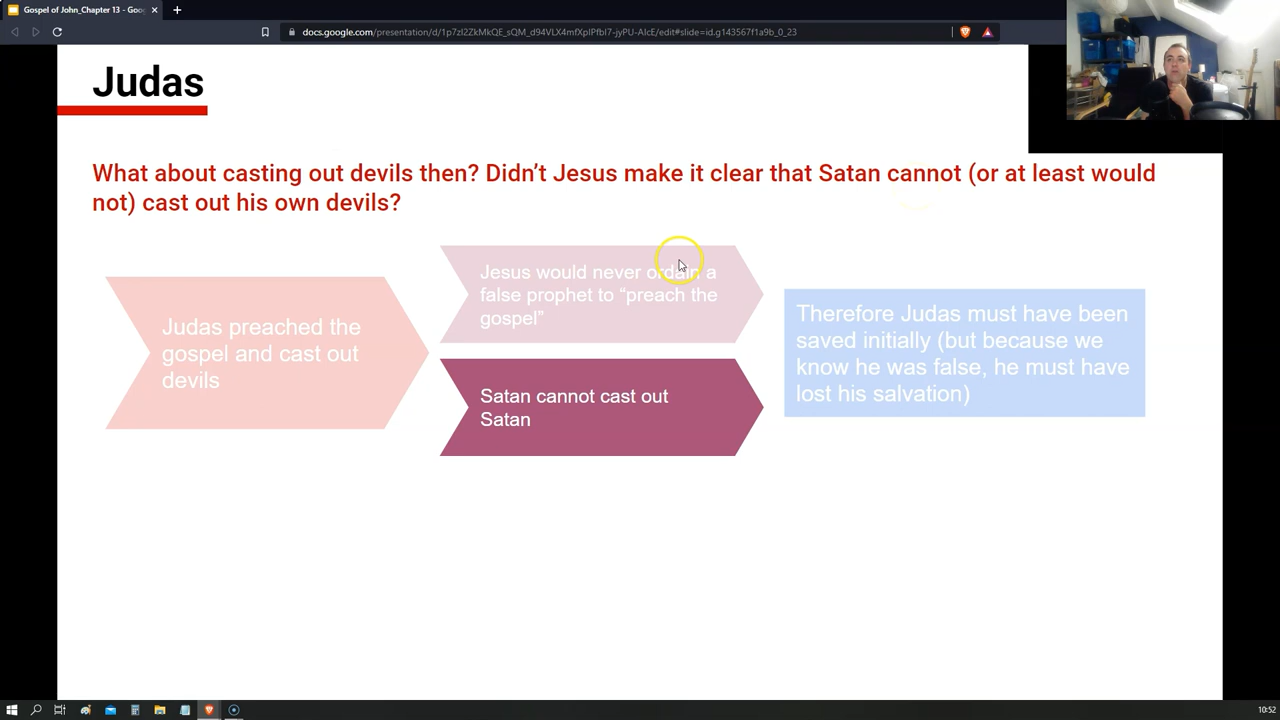 Gospel of John_Chapter 13 - Goo
docs.google.com/presentation/d/1p7zl2ZkMkQE_sQM_d94VLX4mfXplPfbI7-jyPU-AlcE/edit#slide=id.g143567f1a9b_0_23
Judas
What about casting out devils then? Didn’t Jesus make it clear that Satan cannot (or at least would
not) cast out his own devils?
Judas preached the
gospel and cast out
devils
Jesus would never ordain a
false prophet to “preach the
gospel”
Satan cannot cast out
Satan
Therefore Judas must have been
saved initially (but because we
know he was false, he must have
lost his salvation)
10:52